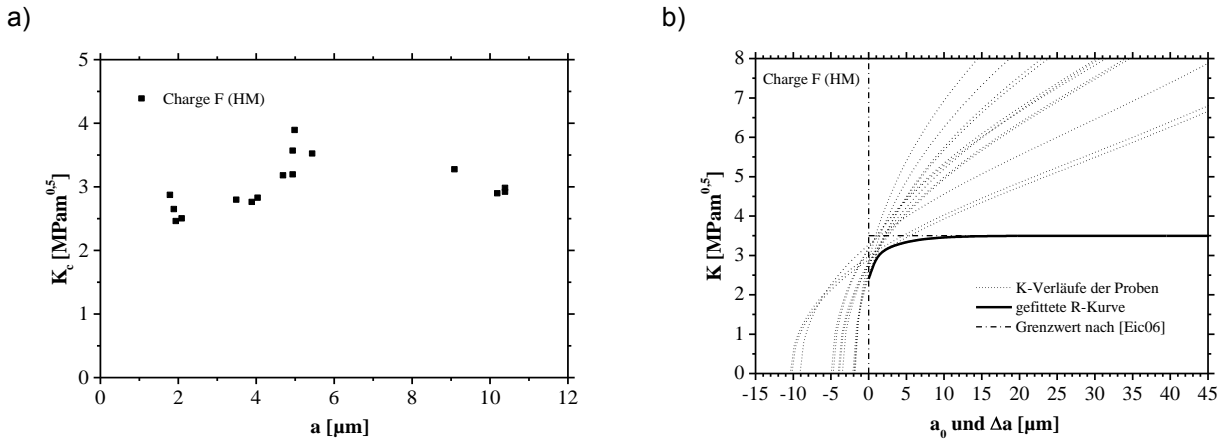 a)
5
4
3
2
1
0
0 2 4 6 8 10 12
K_c [MPam^0,5]
a [µm]
Charge F (HM)
b)
8
7
6
5
4
3
2
1
0
-15 -10 -5 0 5 10 15 20 25 30 35 40 45
K [MPam^0,5]
a_0 und Δa [µm]
Charge F (HM)
K-Verläufe der Proben
gefittete R-Kurve
Grenzwert nach [Eic06]